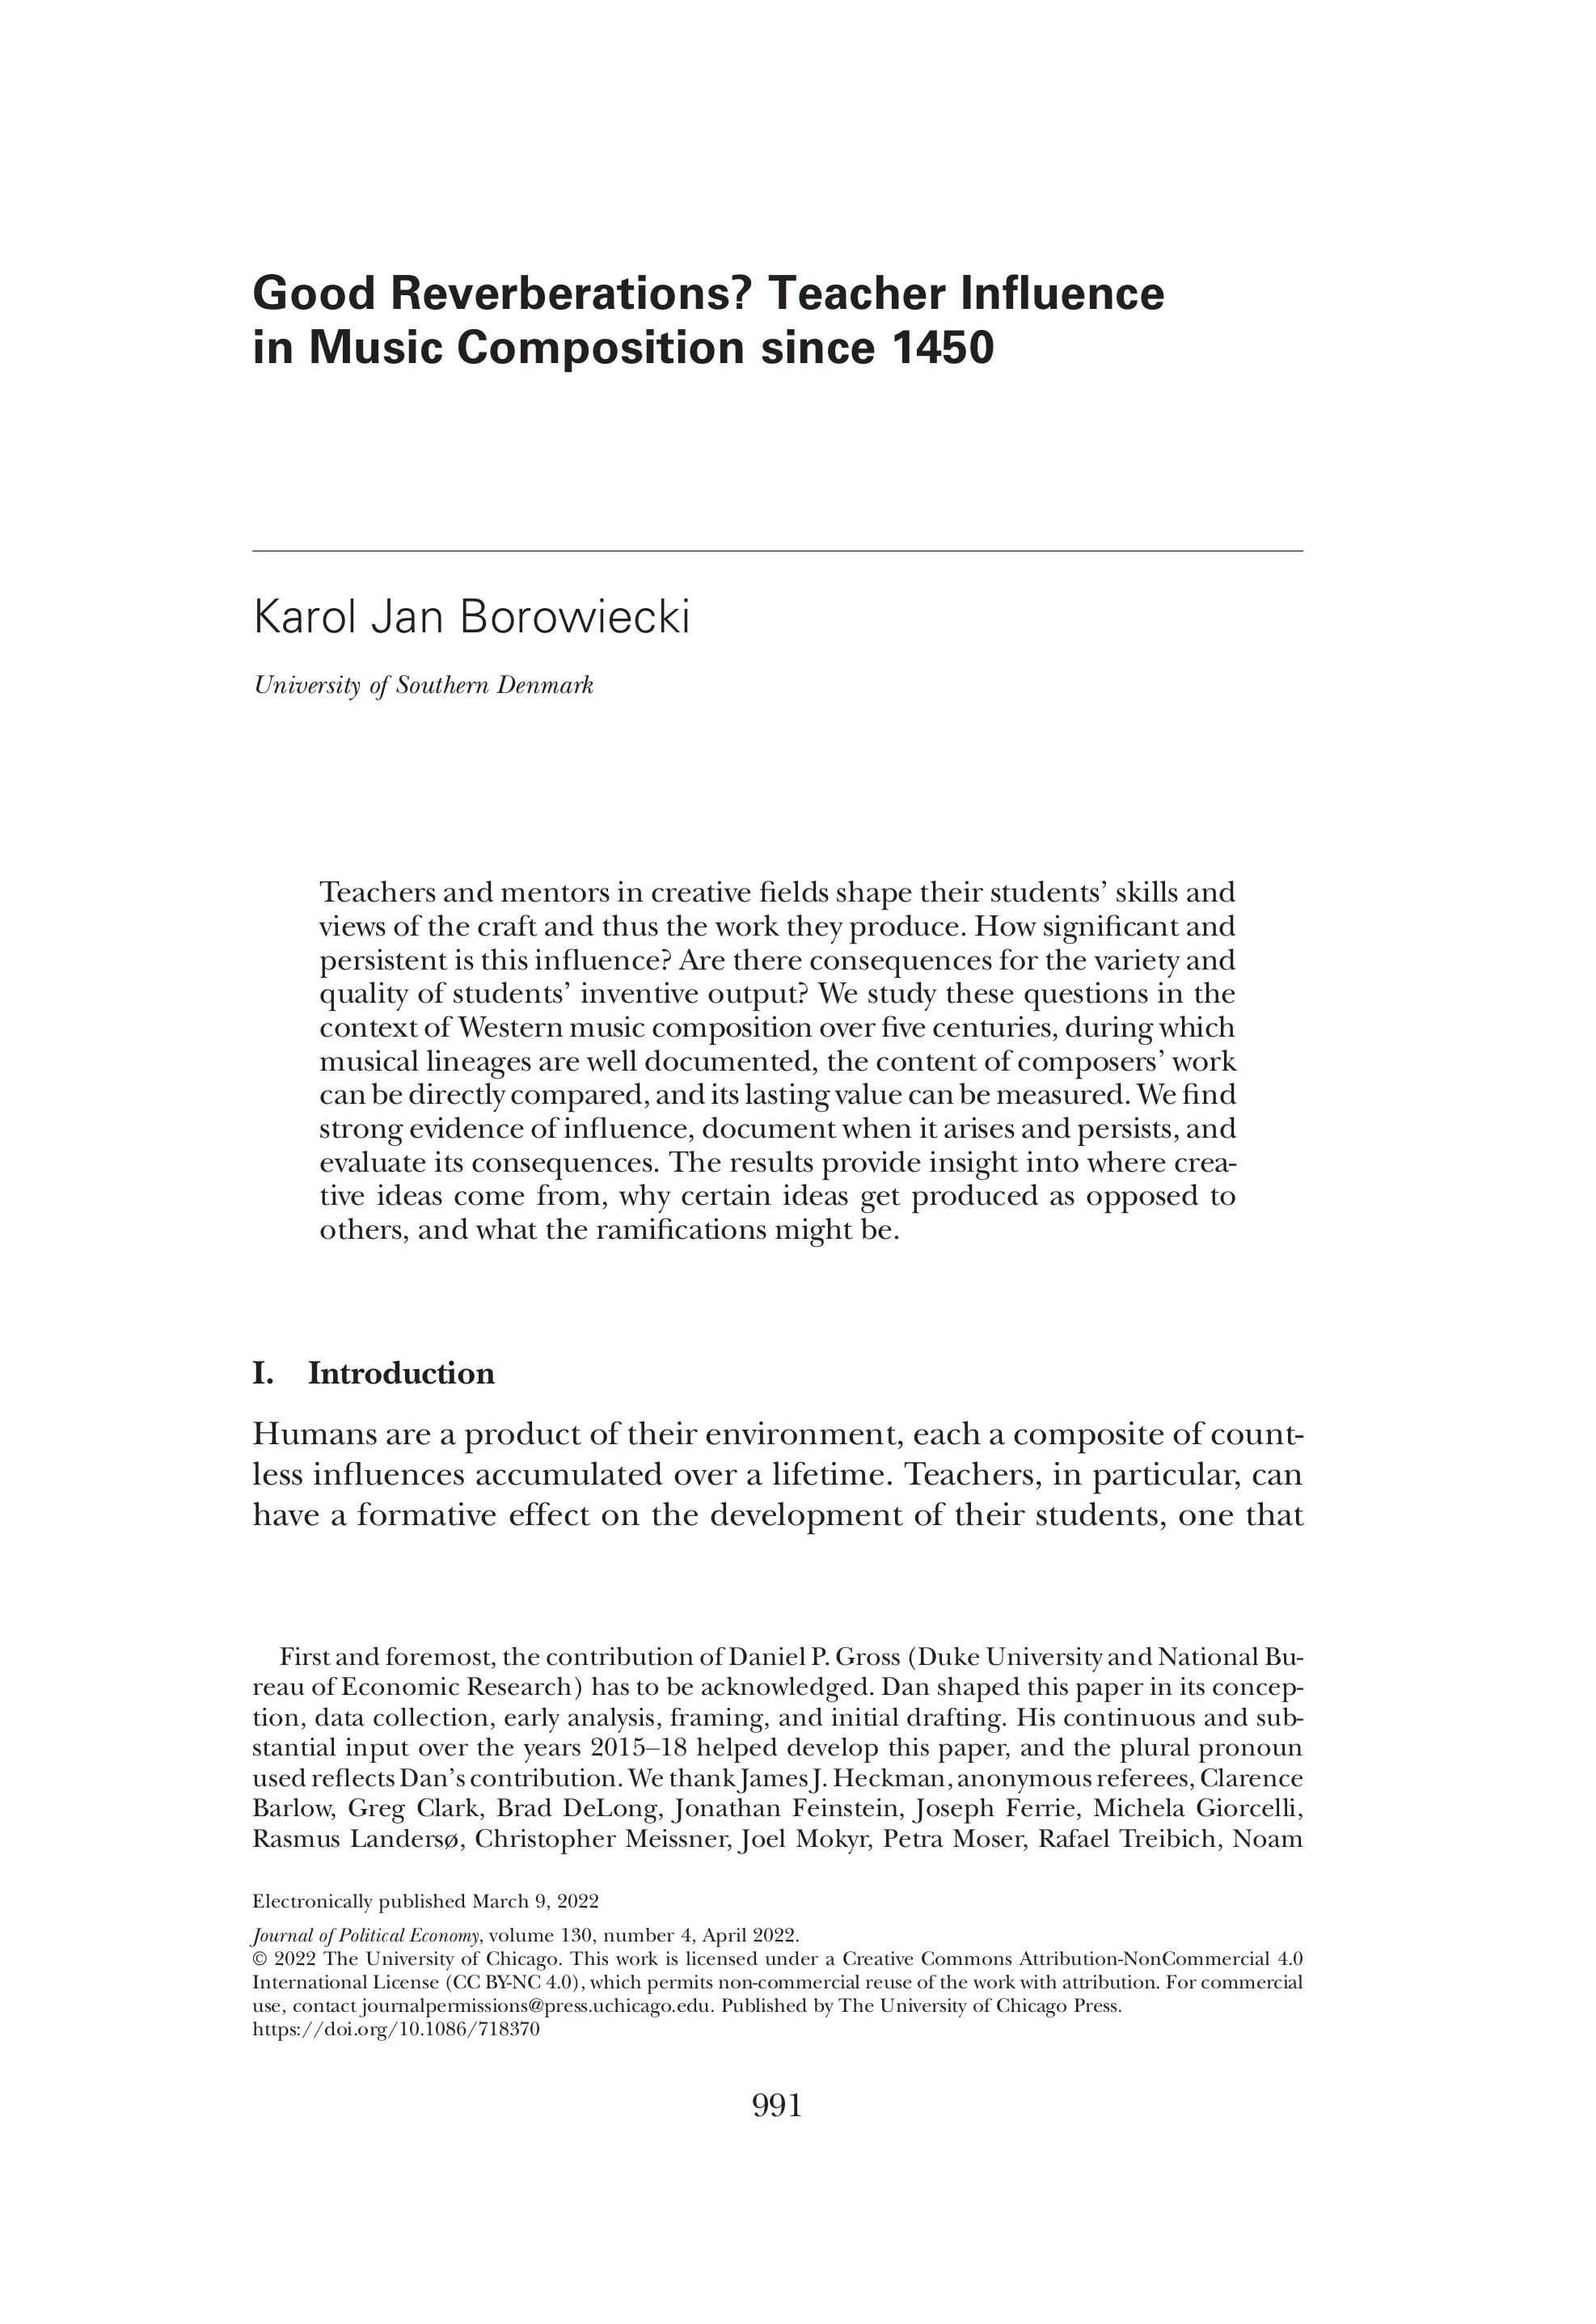 Good Reverberations? Teacher Influence
in Music Composition since 1450
Karol Jan Borowiecki
University of Southern Denmark
Teachers and mentors in creative fields shape their students’ skills and
views of the craft and thus the work they produce. How significant and
persistent is this influence? Are there consequences for the variety and
quality of students’ inventive output? We study these questions in the
context of Western music composition over five centuries, during which
musical lineages are well documented, the content of composers’ work
can be directly compared, and its lasting value can be measured. We find
strong evidence of influence, document when it arises and persists, and
evaluate its consequences. The results provide insight into where crea-
tive ideas come from, why certain ideas get produced as opposed to
others, and what the ramifications might be.
I. Introduction
Humans are a product of their environment, each a composite of count-
less influences accumulated over a lifetime. Teachers, in particular, can
have a formative effect on the development of their students, one that
First and foremost, the contribution of Daniel P. Gross (Duke University and National Bu-
reau of Economic Research) has to be acknowledged. Dan shaped this paper in its concep-
tion, data collection, early analysis, framing, and initial drafting. His continuous and sub-
stantial input over the years 2015–18 helped develop this paper, and the plural pronoun
used reflects Dan’s contribution. We thank James J. Heckman, anonymous referees, Clarence
Barlow, Greg Clark, Brad DeLong, Jonathan Feinstein, Joseph Ferrie, Michela Giorcelli,
Rasmus Landersø, Christopher Meissner, Joel Mokyr, Petra Moser, Rafael Treibich, Noam
Electronically published March 9, 2022
Journal of Political Economy, volume 130, number 4, April 2022.
© 2022 The University of Chicago. This work is licensed under a Creative Commons Attribution-NonCommercial 4.0
International License (CC BY-NC 4.0), which permits non-commercial reuse of the work with attribution. For commercial
use, contact journalpermissions@press.uchicago.edu. Published by The University of Chicago Press.
https://doi.org/10.1086/718370
991